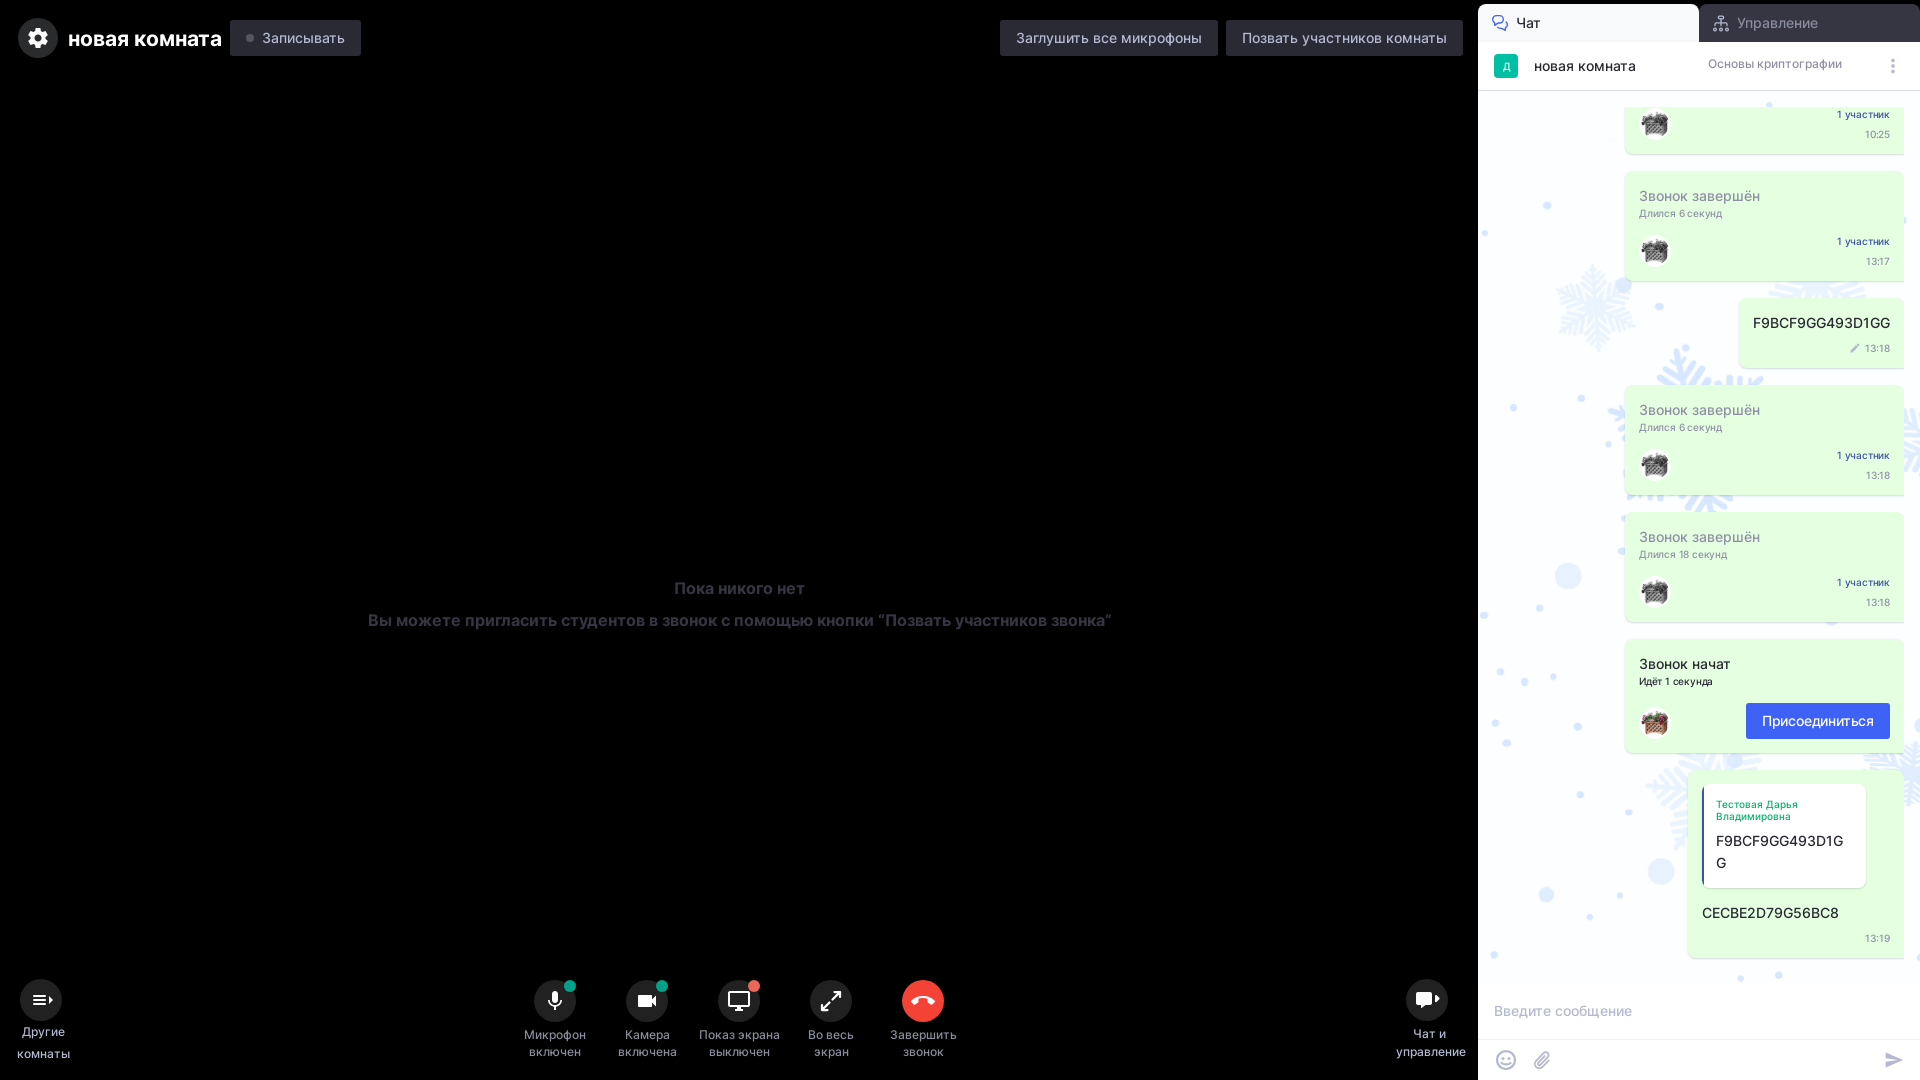 новая комната
Записывать
Заглушить все микрофоны
Позвать участников комнаты
Чат
Управление
Д
новая комната
Основы криптографии
1 участник
10:25
Звонок завершён
Длился 6 секунд
1 участник
13:17
F9BCF9GG493D1GG
13:18
Звонок завершён
Длился 6 секунд
1 участник
13:18
Звонок завершён
Длился 18 секунд
1 участник
13:18
Звонок начат
Идёт 1 секунда
Присоединиться
Тестовая Дарья
Владимировна
F9BCF9GG493D1G
G
CECBE2D79G56BC8
13:19
Введите сообщение
Пока никого нет
Вы можете пригласить студентов в звонок с помощью кнопки “Позвать участников звонка”
Другие
комнаты
Микрофон
включен
Камера
включена
Показ экрана
выключен
Во весь
экран
Завершить
звонок
Чат и
управление